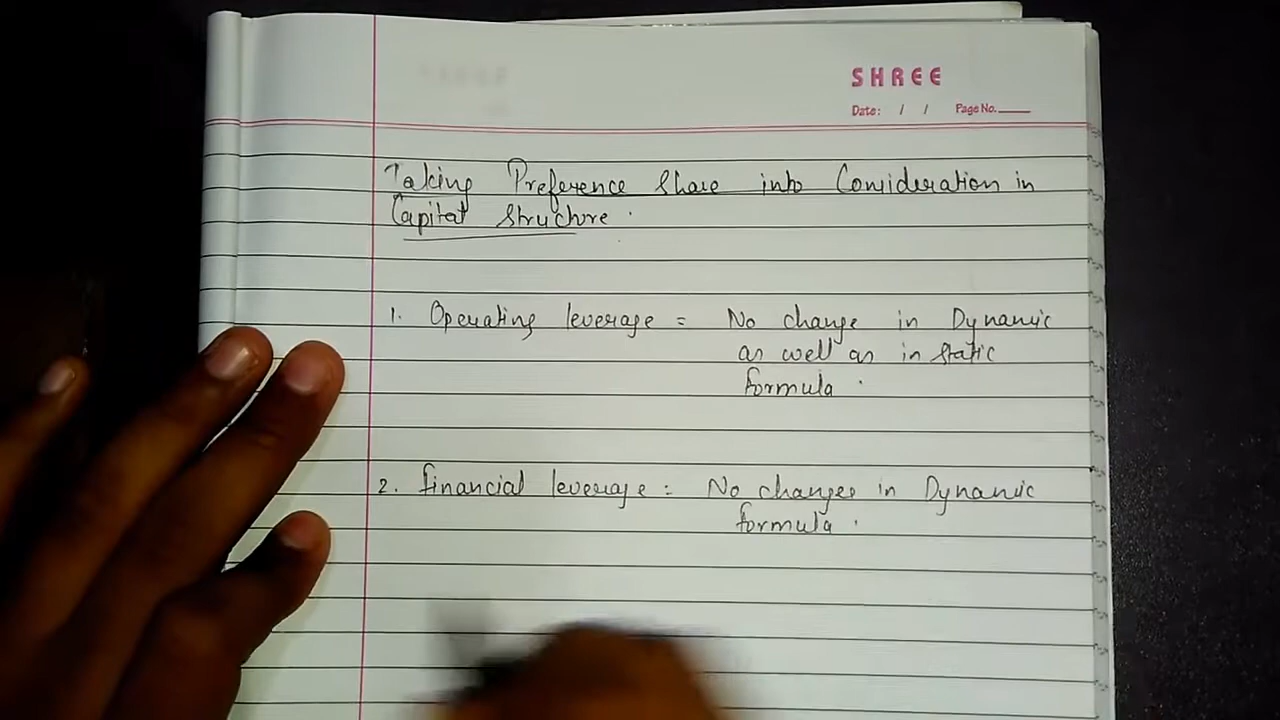 SHREE
Date: / / Page No.
Taking Preference Share into Consideration in
Capital Structure.
1. Operating leverage = No change in Dynamic
as well as in static
formula.
2. financial leverage = No changes in Dynamic
formula.